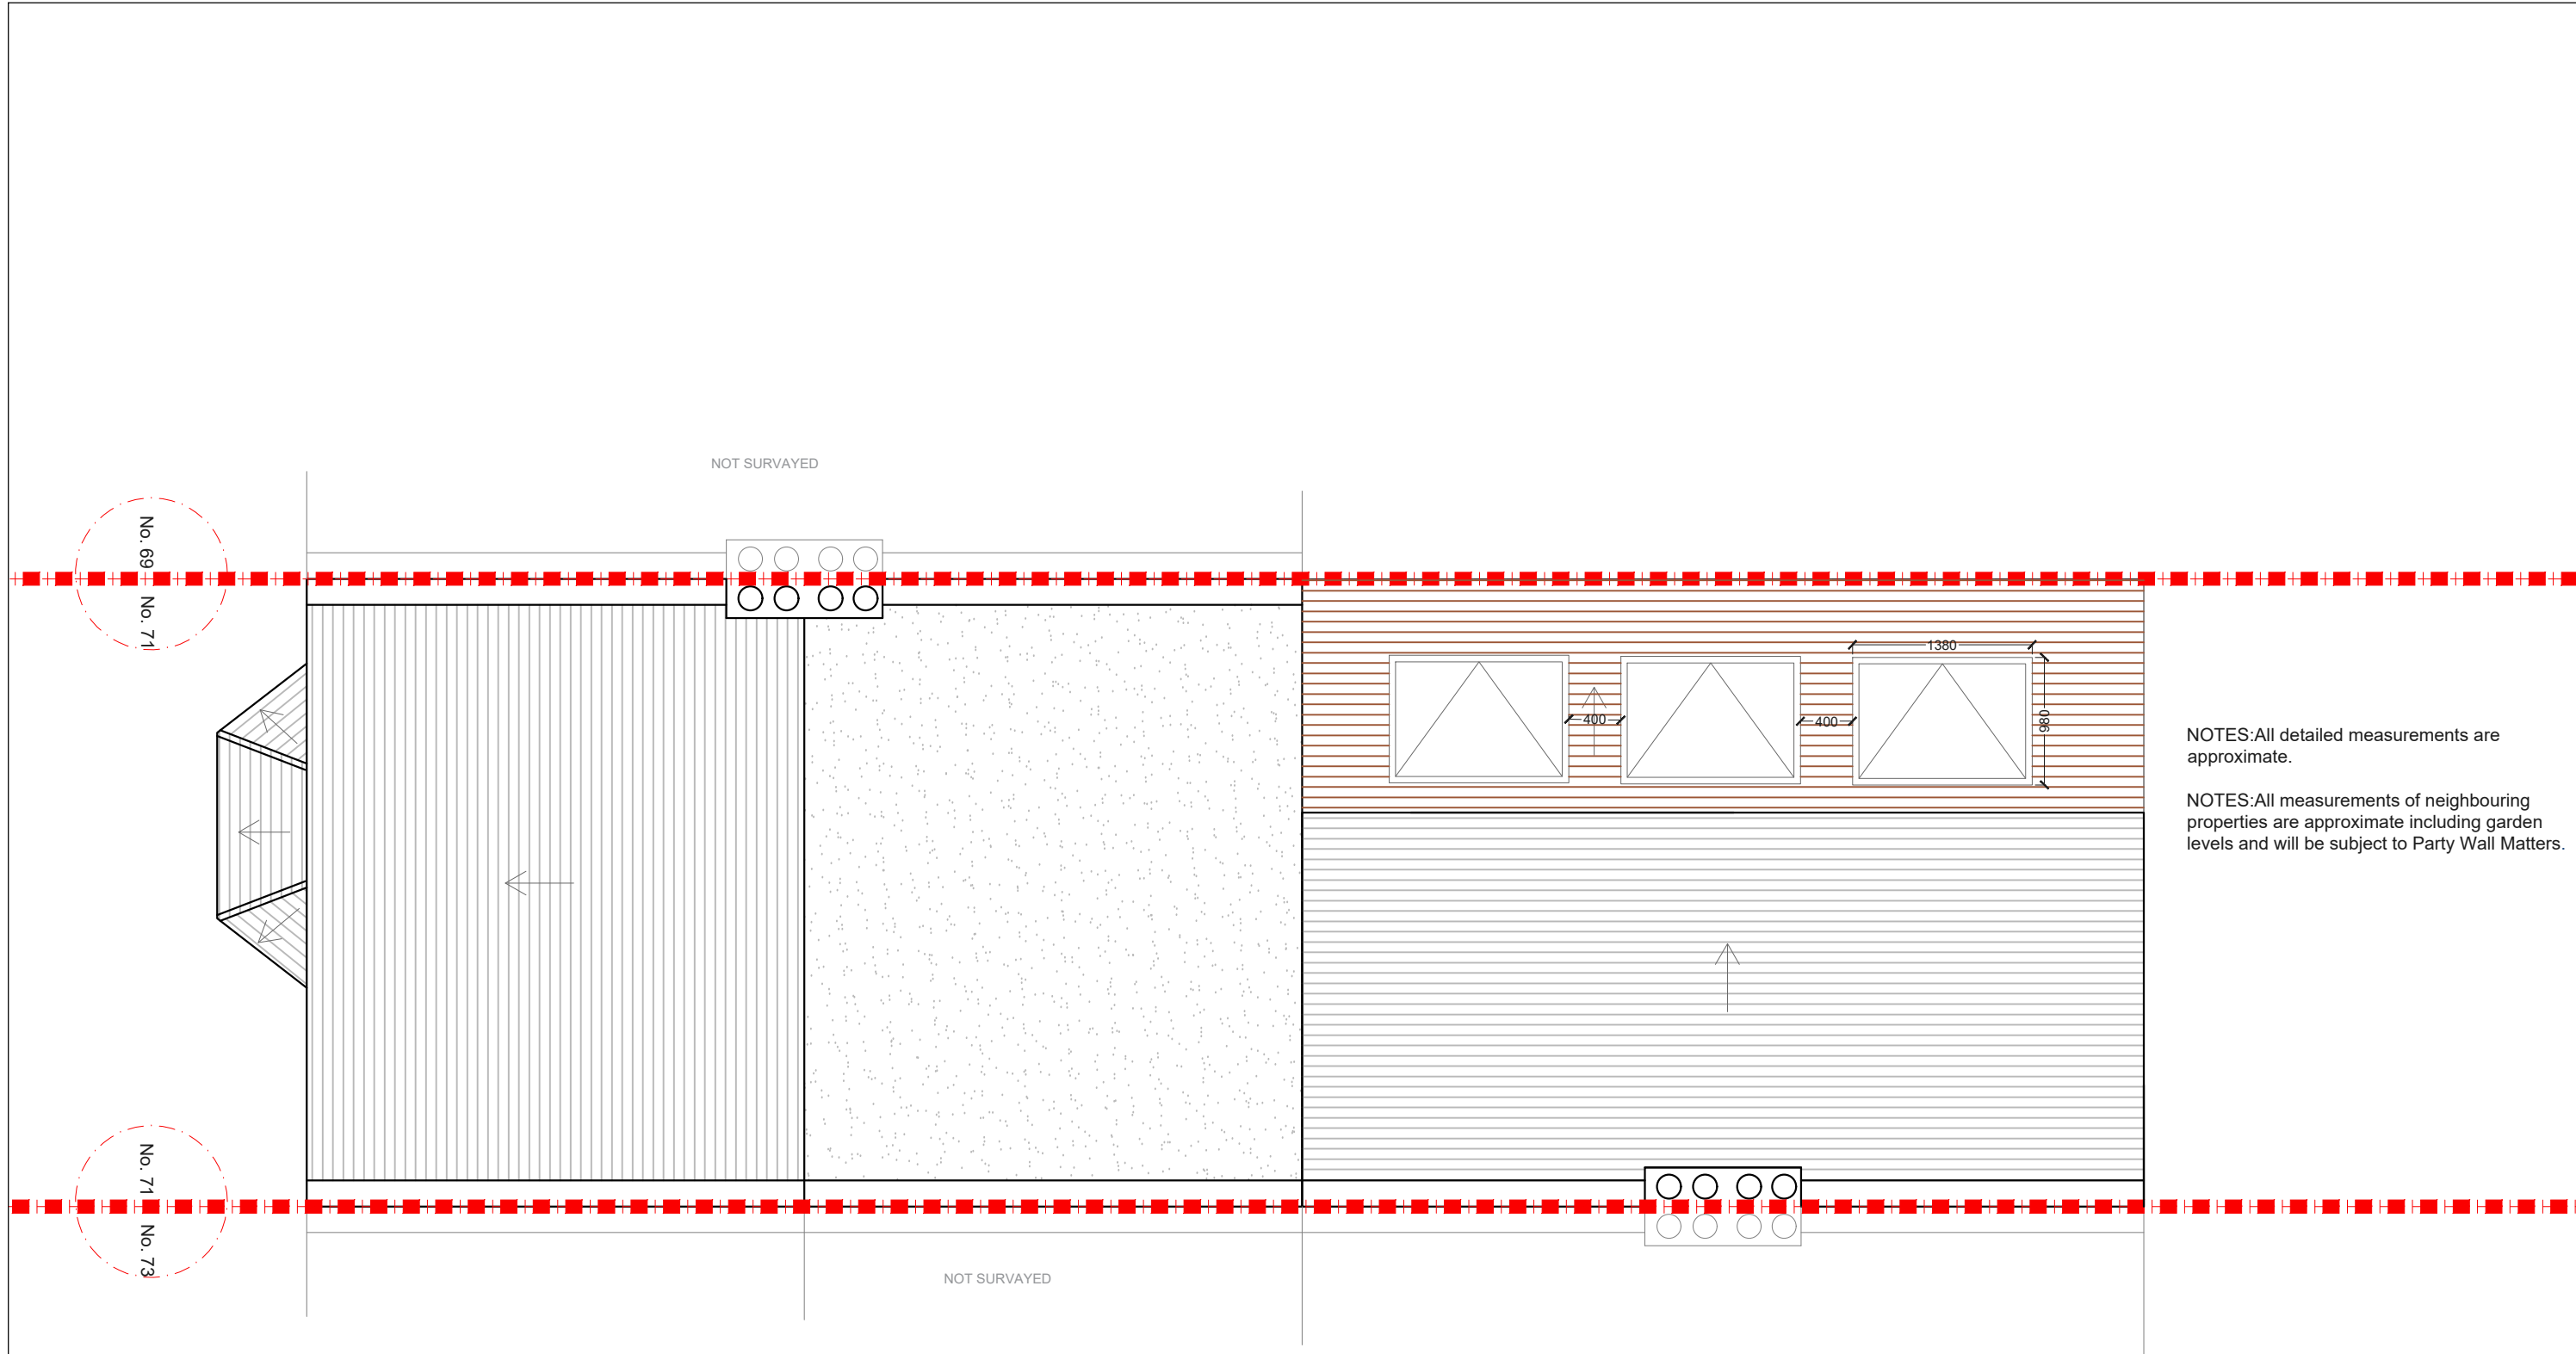 NOT SURVAYED
No. 69
No. 71
1380
400
400
980
NOTES:All detailed measurements are
approximate.
NOTES:All measurements of neighbouring
properties are approximate including garden
levels and will be subject to Party Wall Matters.
No. 71
No. 73
NOT SURVAYED